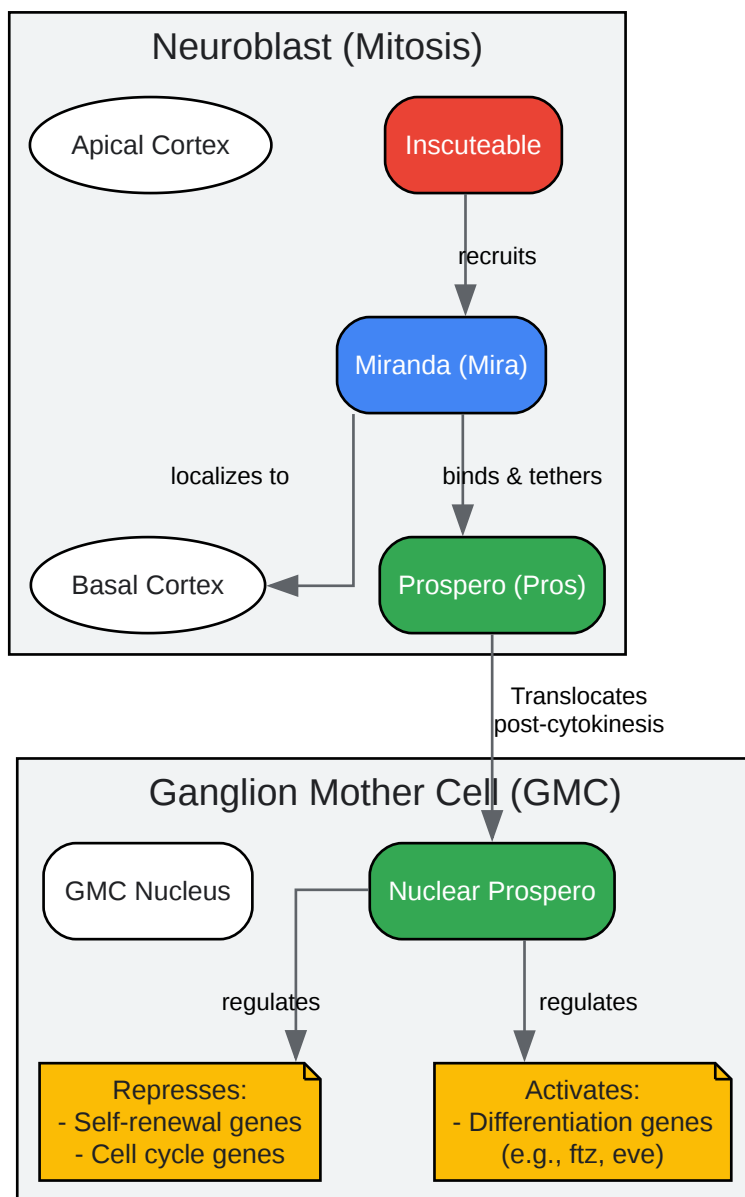 Neuroblast (Mitosis)
Apical Cortex
Inscuteable
recruits
Miranda (Mira)
localizes to
binds & tethers
Basal Cortex
Prospero (Pros)
Translocates
post-cytokinesis
Ganglion Mother Cell (GMC)
GMC Nucleus
Nuclear Prospero
regulates
regulates
Represses:
- Self-renewal genes
- Cell cycle genes
Activates:
- Differentiation genes
(e.g., ftz, eve)